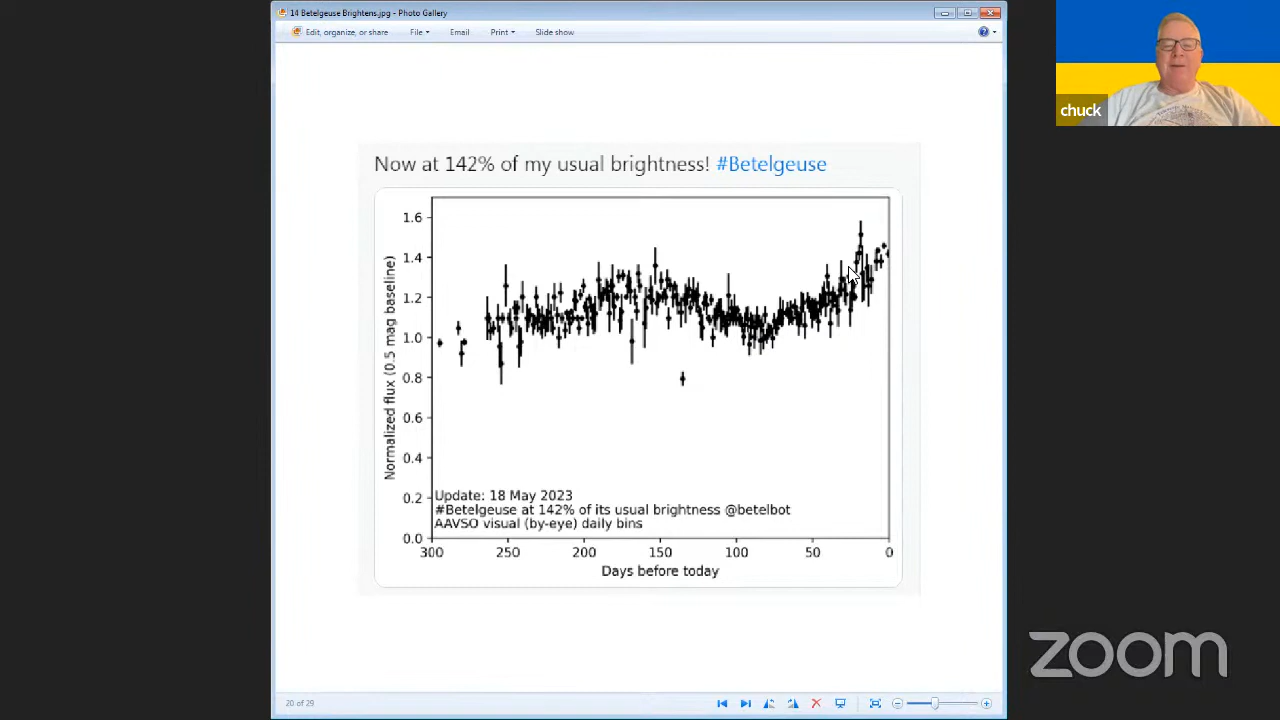 14 Betelgeuse Brightens.jpg - Photo Gallery
Edit, organize, or share File Email Print Slide show
chuck
Now at 142% of my usual brightness! #Betelgeuse
Normalized flux (0.5 mag baseline)
1.6
1.4
1.2
1.0
0.8
0.6
0.4
0.2
0.0
Update: 18 May 2023
#Betelgeuse at 142% of its usual brightness @betelbot
AAVSO visual (by-eye) daily bins
300 250 200 150 100 50 0
Days before today
zoom
20 of 29